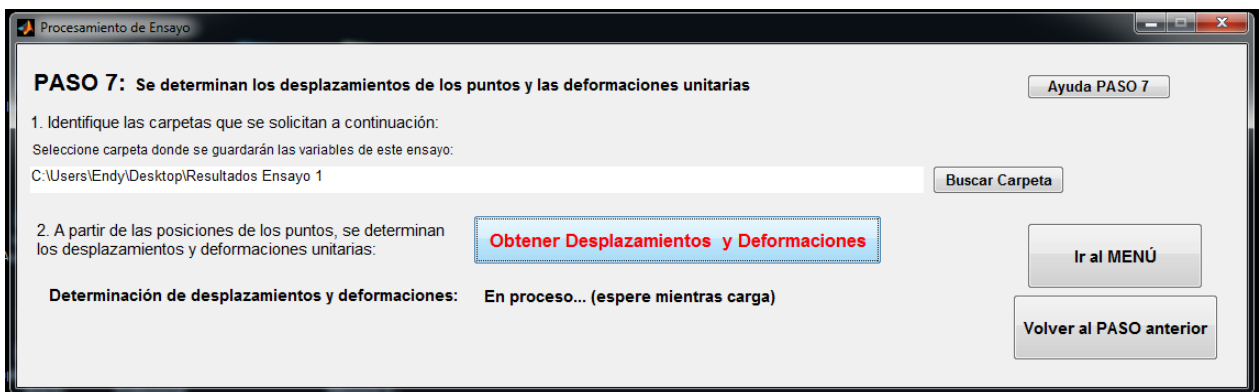 Procesamiento de Ensayo
PASO 7: Se determinan los desplazamientos de los puntos y las deformaciones unitarias
Ayuda PASO 7
1. Identifique las carpetas que se solicitan a continuación:
Seleccione carpeta donde se guardarán las variables de este ensayo:
C:\Users\Endy\Desktop\Resultados Ensayo 1
Buscar Carpeta
2. A partir de las posiciones de los puntos, se determinan
los desplazamientos y deformaciones unitarias:
Obtener Desplazamientos y Deformaciones
Ir al MENÚ
Determinación de desplazamientos y deformaciones: En proceso... (espere mientras carga)
Volver al PASO anterior